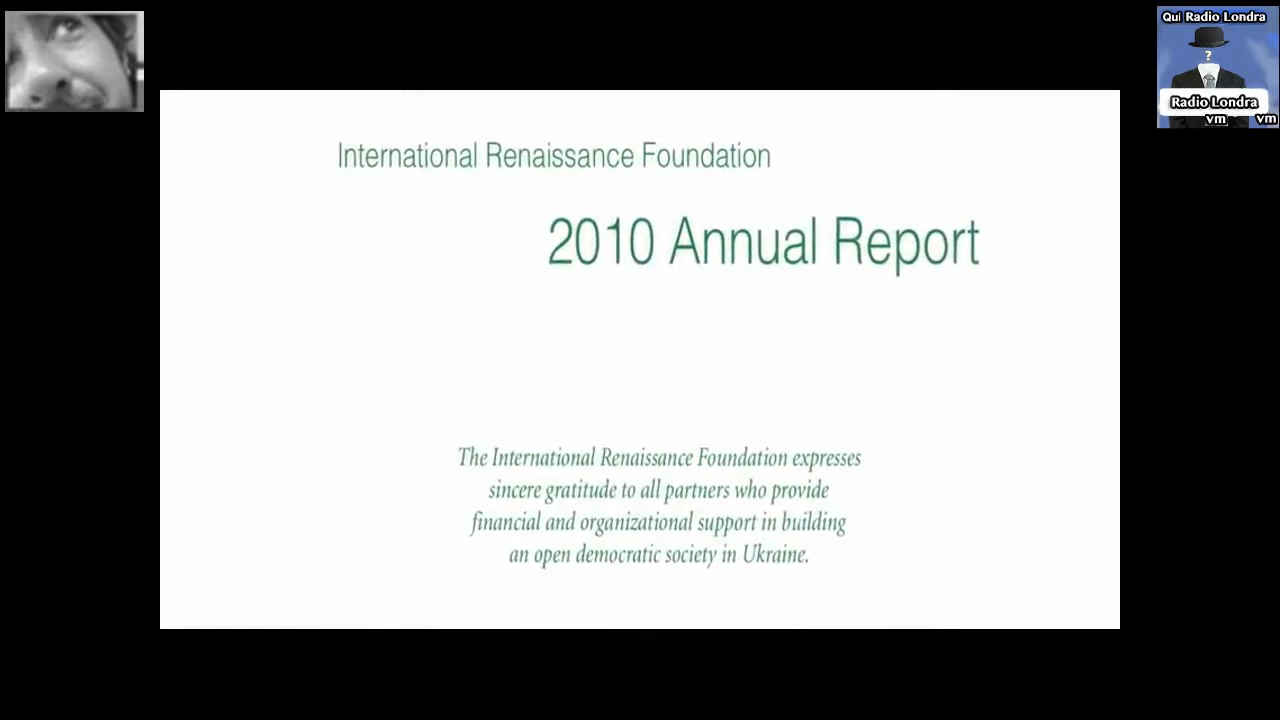 Qui Radio Londra
?
Radio Londra
vm
vm
International Renaissance Foundation
2010 Annual Report
The International Renaissance Foundation expresses
sincere gratitude to all partners who provide
financial and organizational support in building
an open democratic society in Ukraine.